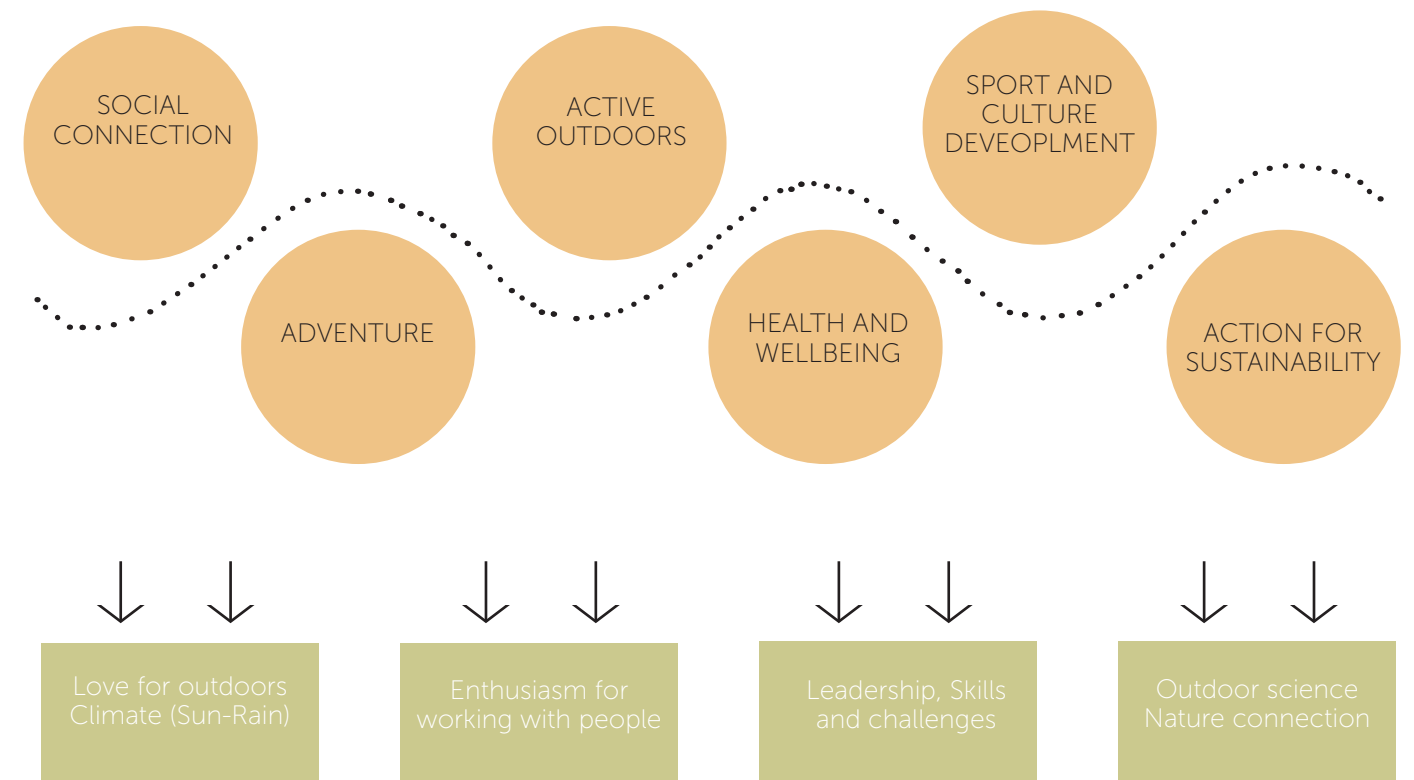 SOCIAL
CONNECTION
ADVENTURE
ACTIVE
OUTDOORS
HEALTH AND
WELLBEING
SPORT AND
CULTURE
DEVEOPLMENT
ACTION FOR
SUSTAINABILITY
Love for outdoors
Climate (Sun-Rain)
Enthusiasm for
working with people
Leadership, Skills
and challenges
Outdoor science
Nature connection